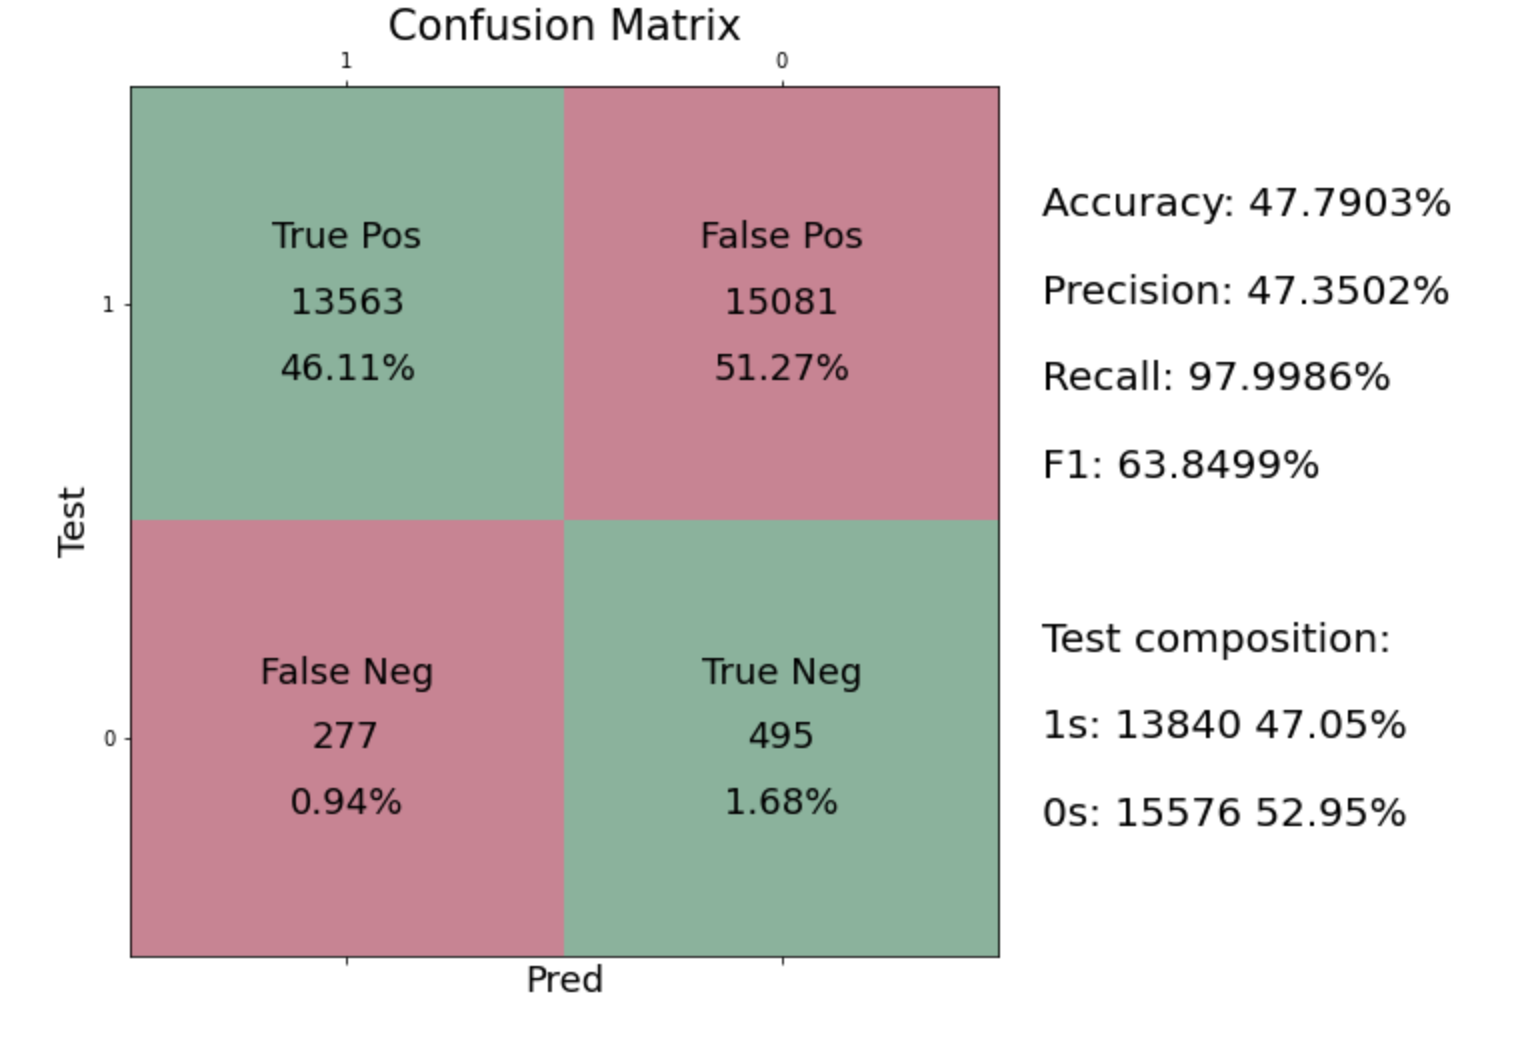 Confusion Matrix
1 0
True Pos
13563
46.11%
False Pos
15081
51.27%
1
False Neg
277
0.94%
True Neg
495
1.68%
0
Test
Pred
Accuracy: 47.7903%
Precision: 47.3502%
Recall: 97.9986%
F1: 63.8499%
Test composition:
1s: 13840 47.05%
0s: 15576 52.95%